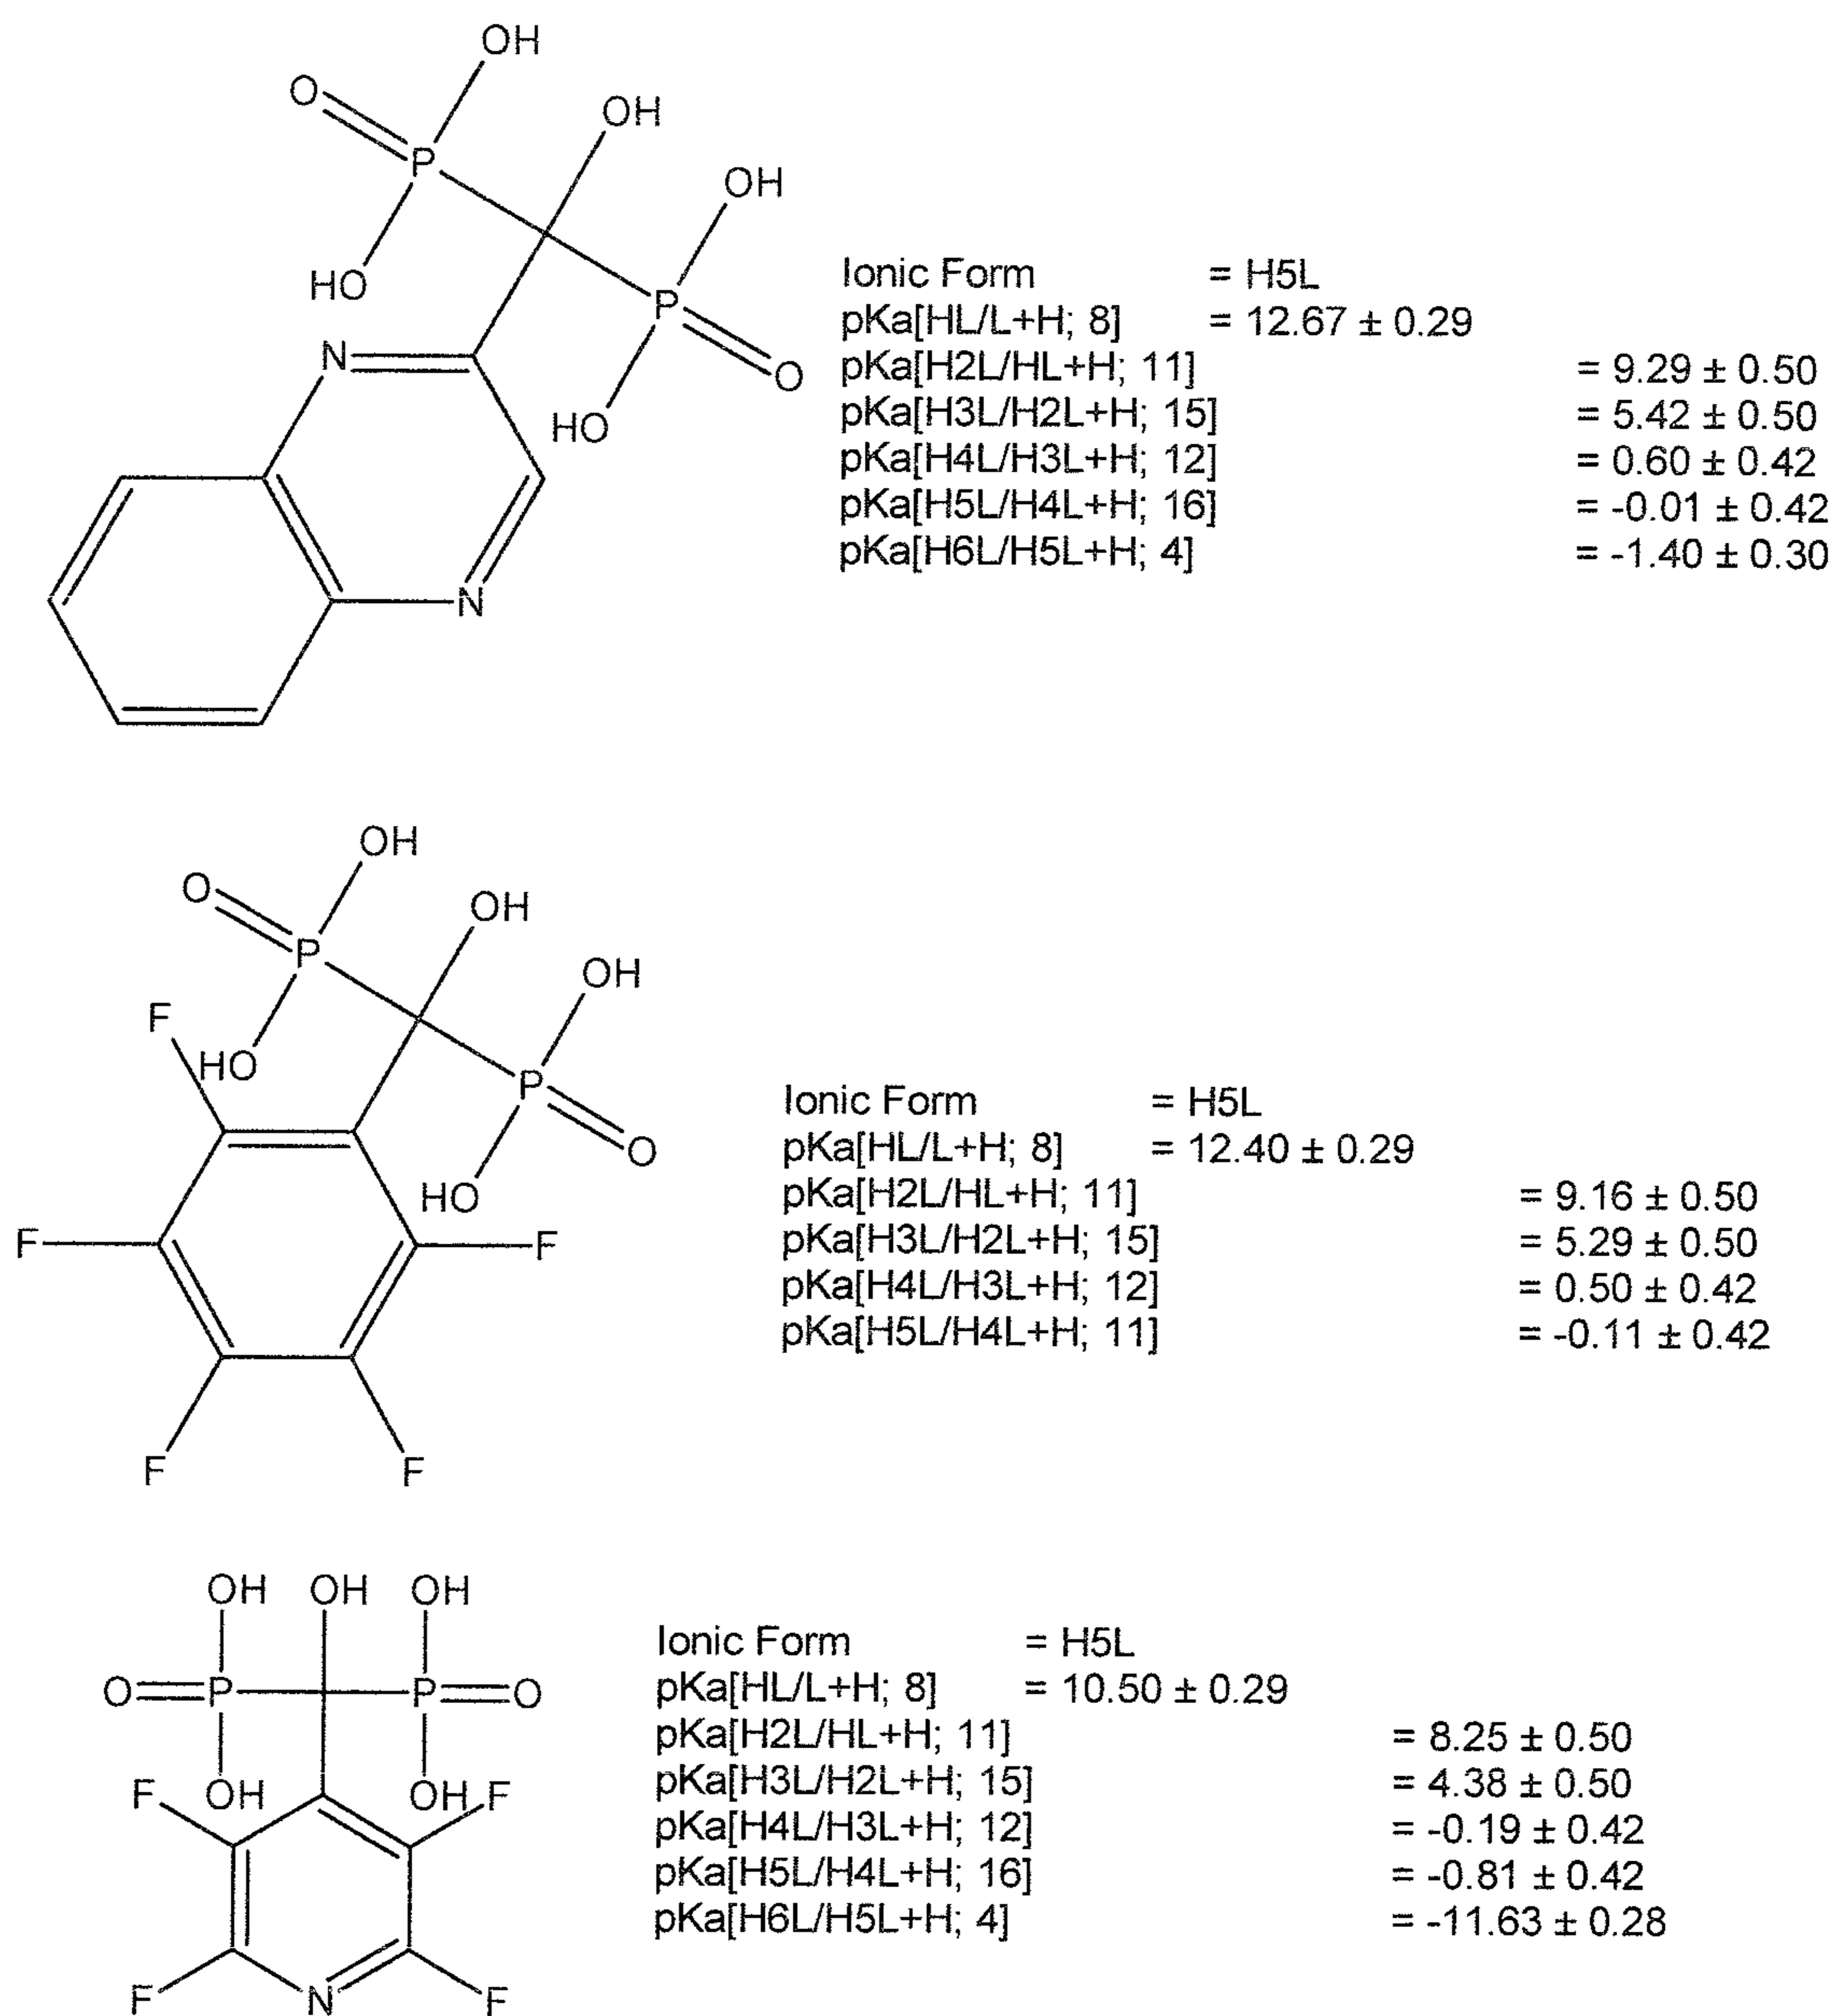 OH
O
OH
P
OH
HO
P
N
O
HO
N
Ionic Form = H5L
pKa[HL/L+H; 8] = 12.67 ± 0.29
pKa[H2L/HL+H; 11] = 9.29 ± 0.50
pKa[H3L/H2L+H; 15] = 5.42 ± 0.50
pKa[H4L/H3L+H; 12] = 0.60 ± 0.42
pKa[H5L/H4L+H; 16] = -0.01 ± 0.42
pKa[H6L/H5L+H; 4] = -1.40 ± 0.30
OH
O
OH
P
OH
F
HO
P
O
HO
F
F
F
F
Ionic Form = H5L
pKa[HL/L+H; 8] = 12.40 ± 0.29
pKa[H2L/HL+H; 11] = 9.16 ± 0.50
pKa[H3L/H2L+H; 15] = 5.29 ± 0.50
pKa[H4L/H3L+H; 12] = 0.50 ± 0.42
pKa[H5L/H4L+H; 11] = -0.11 ± 0.42
OH OH OH
O P P O
F OH OH F
F N F
Ionic Form = H5L
pKa[HL/L+H; 8] = 10.50 ± 0.29
pKa[H2L/HL+H; 11] = 8.25 ± 0.50
pKa[H3L/H2L+H; 15] = 4.38 ± 0.50
pKa[H4L/H3L+H; 12] = -0.19 ± 0.42
pKa[H5L/H4L+H; 16] = -0.81 ± 0.42
pKa[H6L/H5L+H; 4] = -11.63 ± 0.28